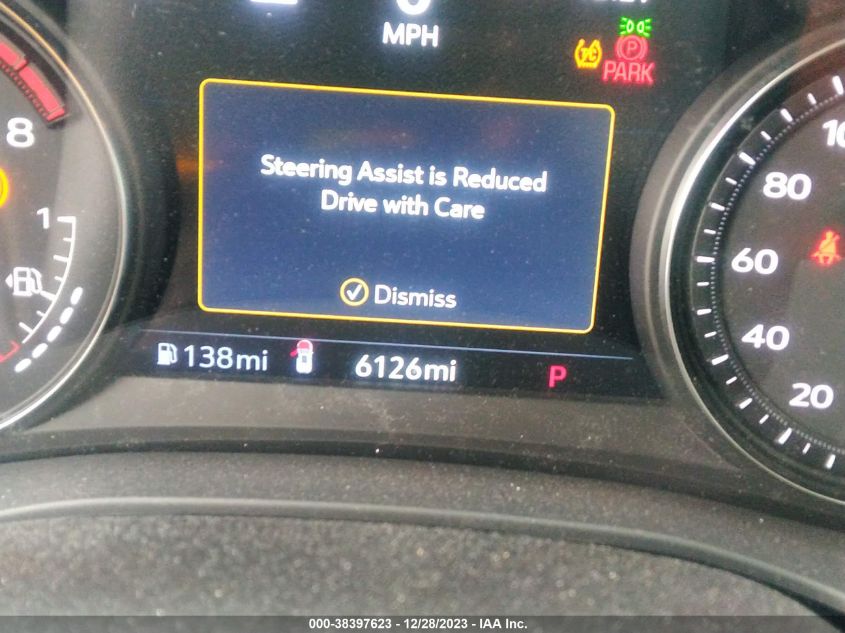 MPH
PARK
8
Steering Assist is Reduced
Drive with Care
Dismiss
1
80
60
40
20
138mi
6126mi
P
000-38397623 - 12/28/2023 - IAA Inc.